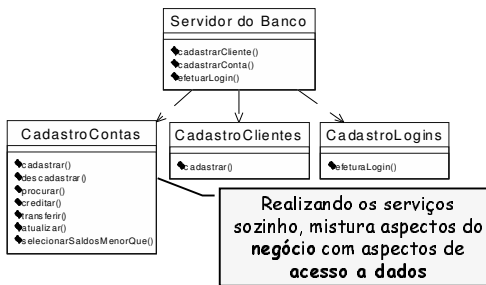 Servidor do Banco
cadastrarCliente()
cadastrarConta()
efetuarLogin()
CadastroContas
cadastrar()
descadastrar()
procurar()
creditar()
transferir()
atualizar()
selecionarSaldosMenorQue()
CadastroClientes
cadastrar()
CadastroLogins
efeturaLogin()
Realizando os serviços
sozinho, mistura aspectos do
negócio com aspectos de
acesso a dados